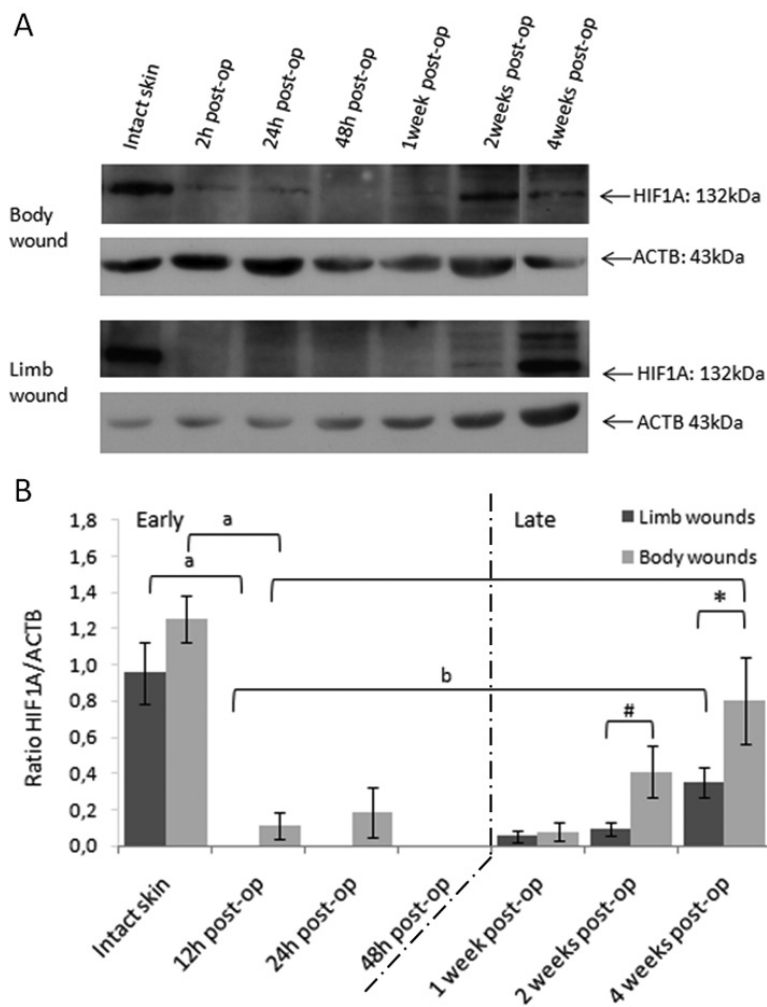 A
Intact skin
2h post-op
24h post-op
48h post-op
1week post-op
2weeks post-op
4weeks post-op
Body
wound
←HIF1A: 132kDa
←ACTB: 43kDa
Limb
wound
←HIF1A: 132kDa
←ACTB 43kDa
B
Early
Late
Limb wounds
Body wounds
a
a
b
#
*
Ratio HIF1A/ACTB
1,8
1,6
1,4
1,2
1,0
0,8
0,6
0,4
0,2
0,0
Intact skin
12h post-op
24h post-op
48h post-op
1 week post-op
2 weeks post-op
4 weeks post-op